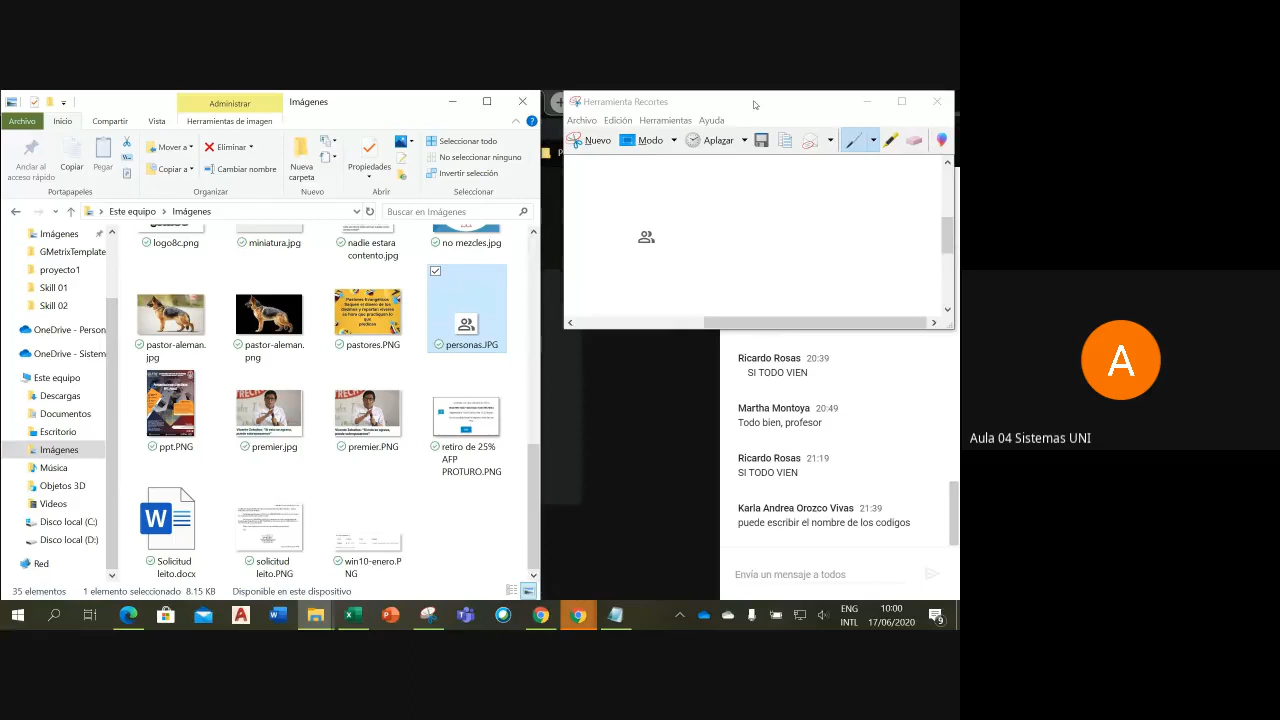 Administrar
Imágenes
Archivo
Inicio
Compartir
Vista
Herramientas de imagen
Anclar al acceso rápido
Copiar
Pegar
Portapapeles
Mover a
Copiar a
Eliminar
Cambiar nombre
Organizar
Nueva carpeta
Nuevo
Propiedades
Abrir
Seleccionar todo
No seleccionar ninguno
Invertir selección
Seleccionar
Este equipo
Imágenes
Buscar en Imágenes
Imágenes
GMetrixTemplate
proyecto1
Skill 01
Skill 02
OneDrive - Person
OneDrive - Sistem
Este equipo
Descargas
Documentos
Escritorio
Imágenes
Música
Objetos 3D
Videos
Disco local (C:)
Disco local (D:)
Red
logo8c.png
miniatura.jpg
nadie estara
contento.jpg
no mezcles.jpg
pastor-aleman.
jpg
pastor-aleman.
png
Pastores Evangélicos
pastores.PNG
personas.JPG
ppt.PNG
premier.jpg
premier.PNG
retiro de 25%
AFP
PROTURO.PNG
W
Solicitud
leito.docx
solicitud
leito.PNG
win10-enero.P
NG
35 elementos
1 elemento seleccionado 8.15 KB
Disponible en este dispositivo
Herramienta Recortes
Archivo
Edición
Herramientas
Ayuda
Nuevo
Modo
Aplazar
Ricardo Rosas 20:39
SI TODO VIEN
Martha Montoya 20:49
Todo bien, profesor
Ricardo Rosas 21:19
SI TODO VIEN
Karla Andrea Orozco Vivas 21:39
puede escribir el nombre de los codigos
Envía un mensaje a todos
ENG
INTL
10:00
17/06/2020
9
A
Aula 04 Sistemas UNI